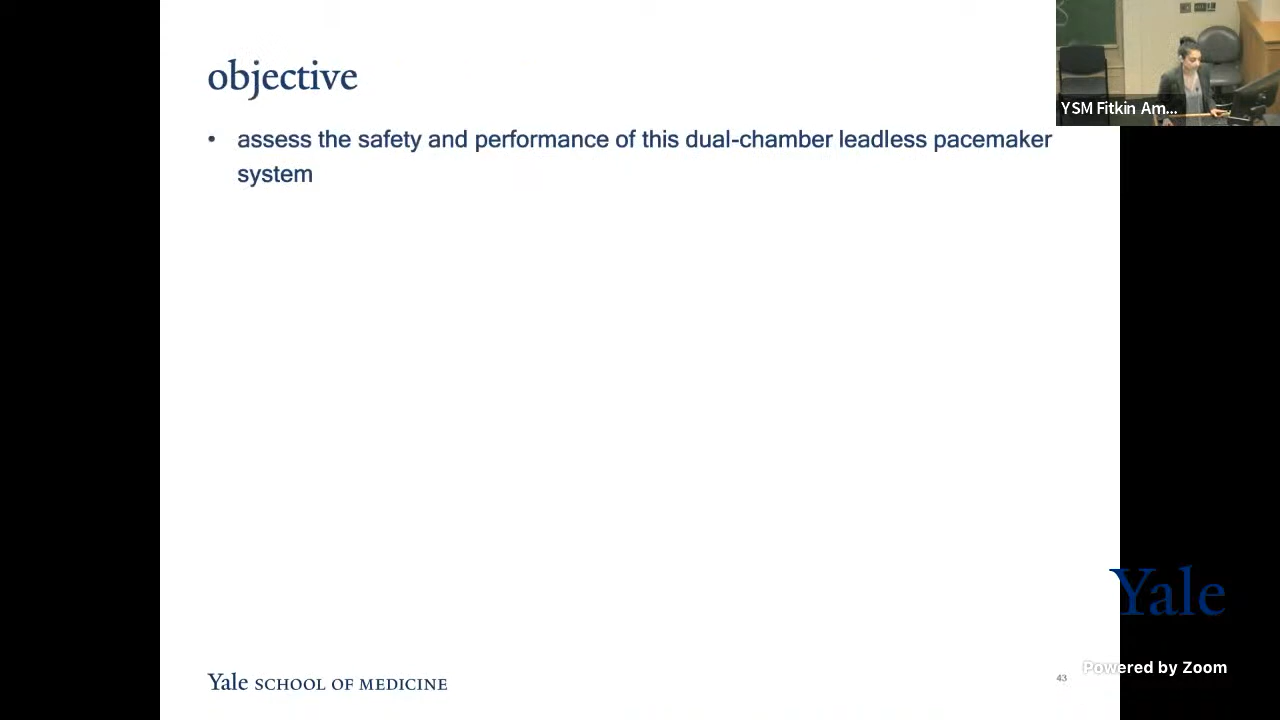 objective
• assess the safety and performance of this dual-chamber leadless pacemaker
system
YSM Fitkin Am...
Yale
Powered by Zoom
Yale SCHOOL OF MEDICINE
43